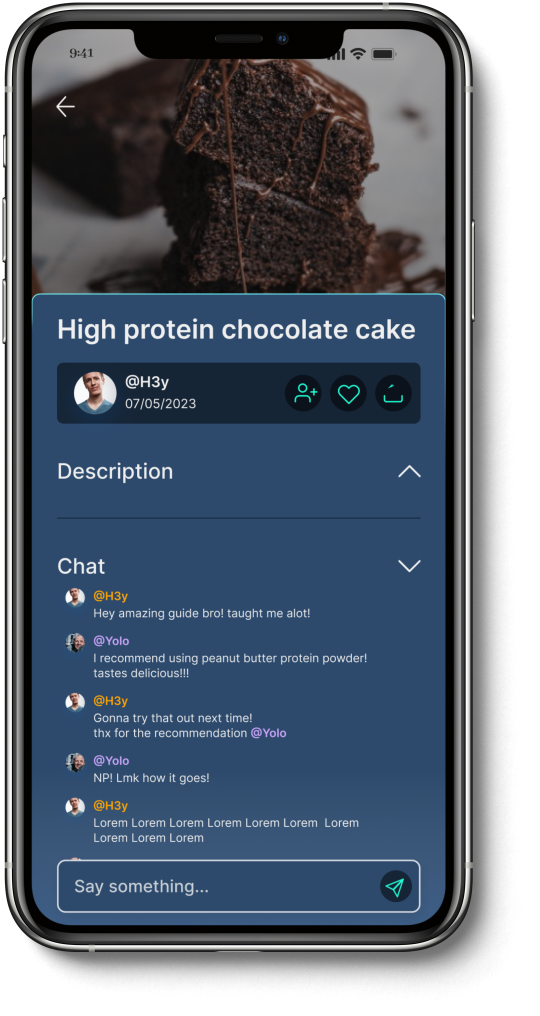 9:41
High protein chocolate cake
@H3y
07/05/2023
Description
Chat
@H3y
Hey amazing guide bro! taught me alot!
@Yolo
I recommend using peanut butter protein powder!
tastes delicious!!!
@H3y
Gonna try that out next time!
thx for the recommendation @Yolo
@Yolo
NP! Lmk how it goes!
@H3y
Lorem Lorem Lorem Lorem Lorem Lorem  Lorem
Lorem Lorem Lorem
Say something...